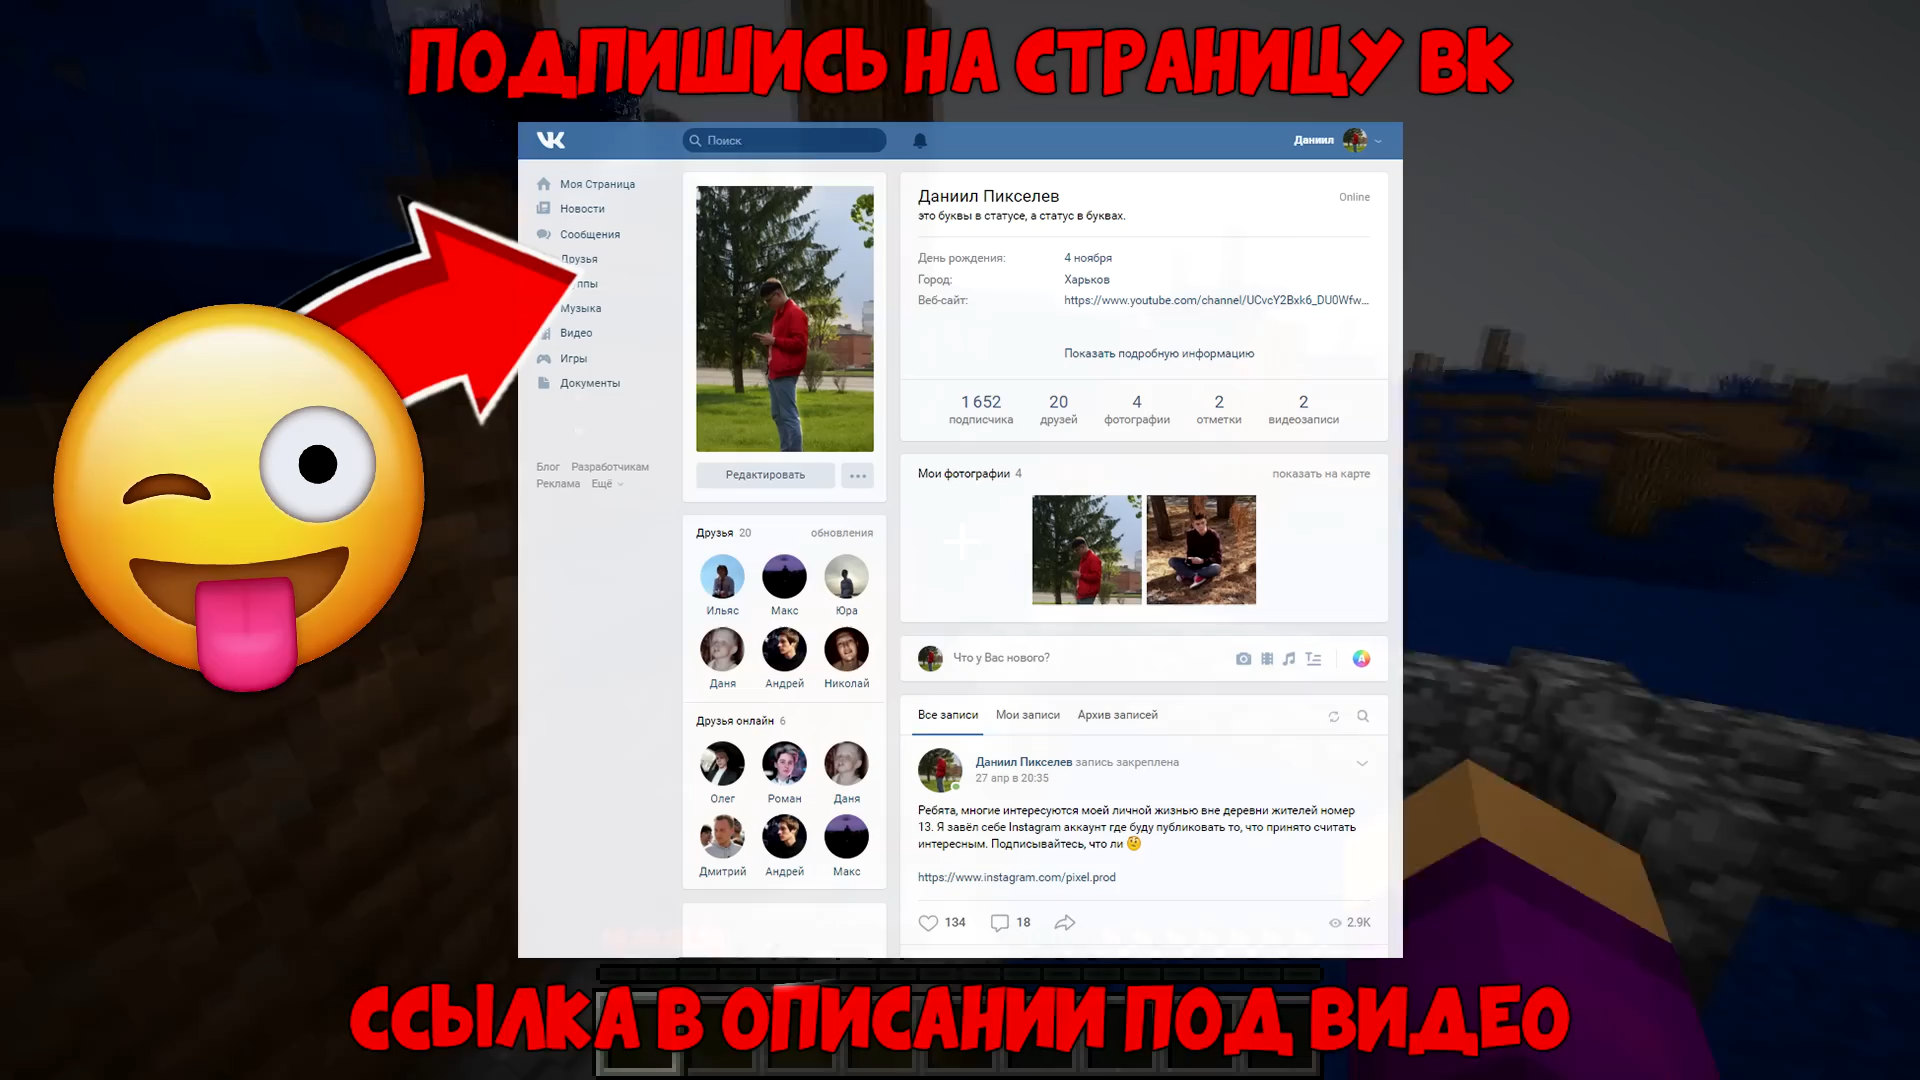 ПОДПИШИСЬ НА СТРАНИЦУ ВК
Поиск
Даниил
Моя Страница
Новости
Сообщения
Друзья
ппы
Музыка
Видео
Игры
Документы
Блог Разработчикам
Реклама Ещё
Редактировать
Друзья 20 обновления
Ильяс Макс Юра
Даня Андрей Николай
Друзья онлайн 6
Олег Роман Даня
Дмитрий Андрей Макс
Даниил Пикселев Online
это буквы в статусе, а статус в буквах.
День рождения: 4 ноября
Город: Харьков
Веб-сайт: https://www.youtube.com/channel/UCvcY2Bxk6_DU0Wfw...
Показать подробную информацию
1 652 20 4 2 2
подписчика друзей фотографии отметки видеозаписи
Мои фотографии 4 показать на карте
Что у Вас нового?
Все записи Мои записи Архив записей
Даниил Пикселев запись закреплена
27 апр в 20:35
Ребята, многие интересуются моей личной жизнью вне деревни жителей номер
13. Я завёл себе Instagram аккаунт где буду публиковать то, что принято считать
интересным. Подписывайтесь, что ли 🤨
https://www.instagram.com/pixel.prod
134 18 2.9K
ССЫЛКА В ОПИСАНИИ ПОД ВИДЕО